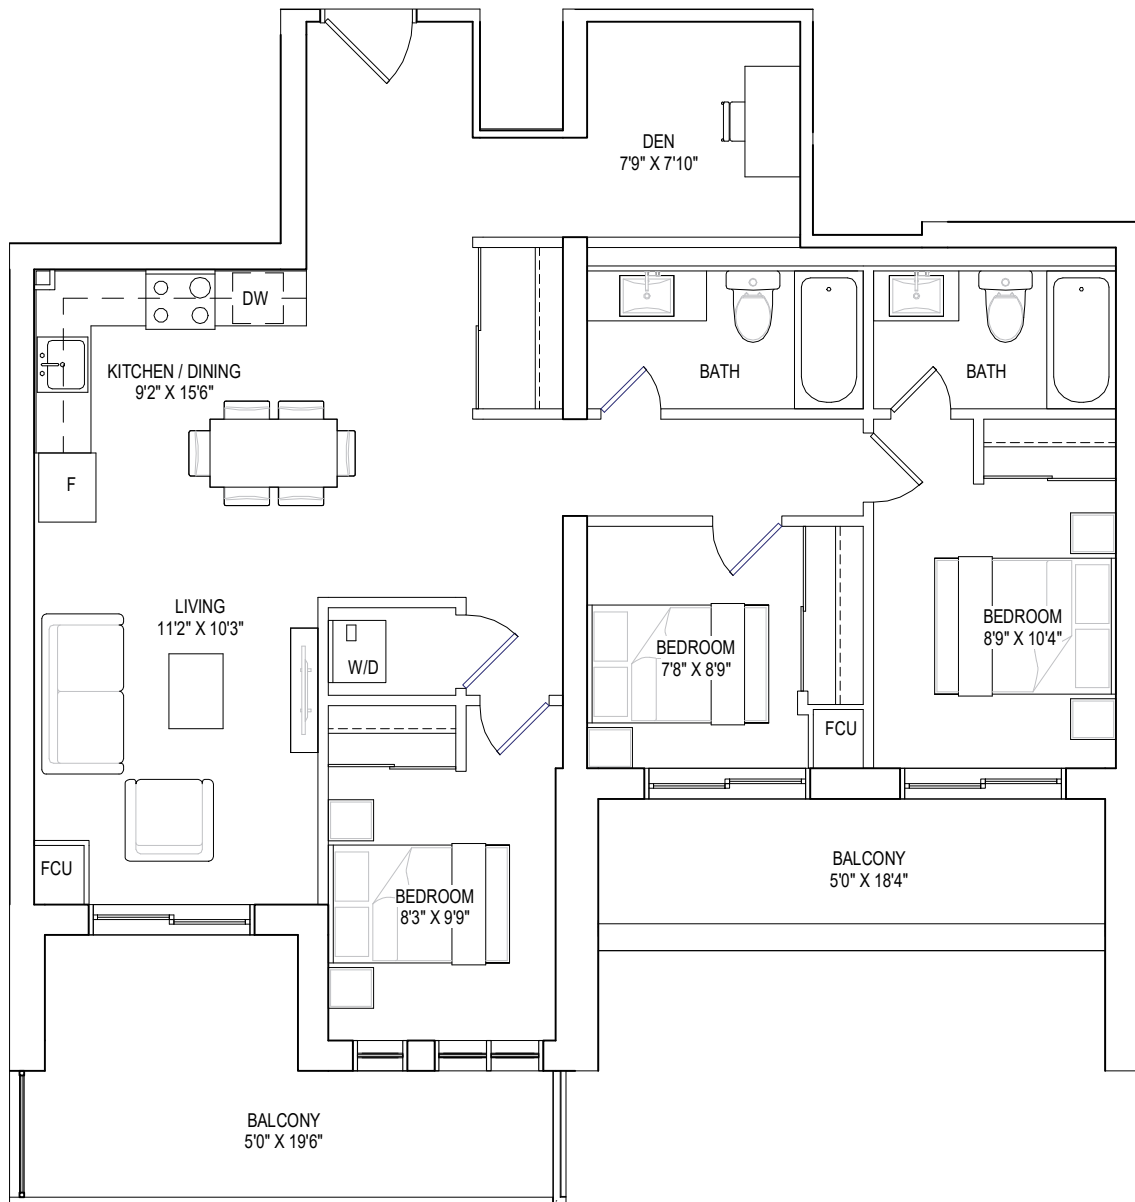 DEN
7'9" X 7'10"
DW
KITCHEN / DINING
9'2" X 15'6"
BATH
BATH
F
LIVING
11'2" X 10'3"
W/D
BEDROOM
7'8" X 8'9"
BEDROOM
8'9" X 10'4"
FCU
FCU
BALCONY
5'0" X 18'4"
BEDROOM
8'3" X 9'9"
BALCONY
5'0" X 19'6"